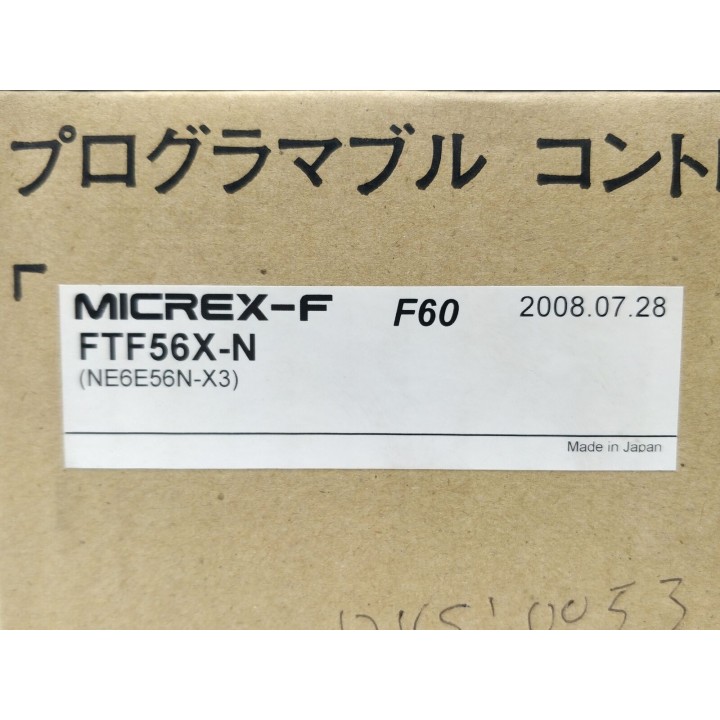 プログラマブル コント
MICREX-F F60 2008.07.28
FTF56X-N
(NE6E56N-X3)
Made in Japan